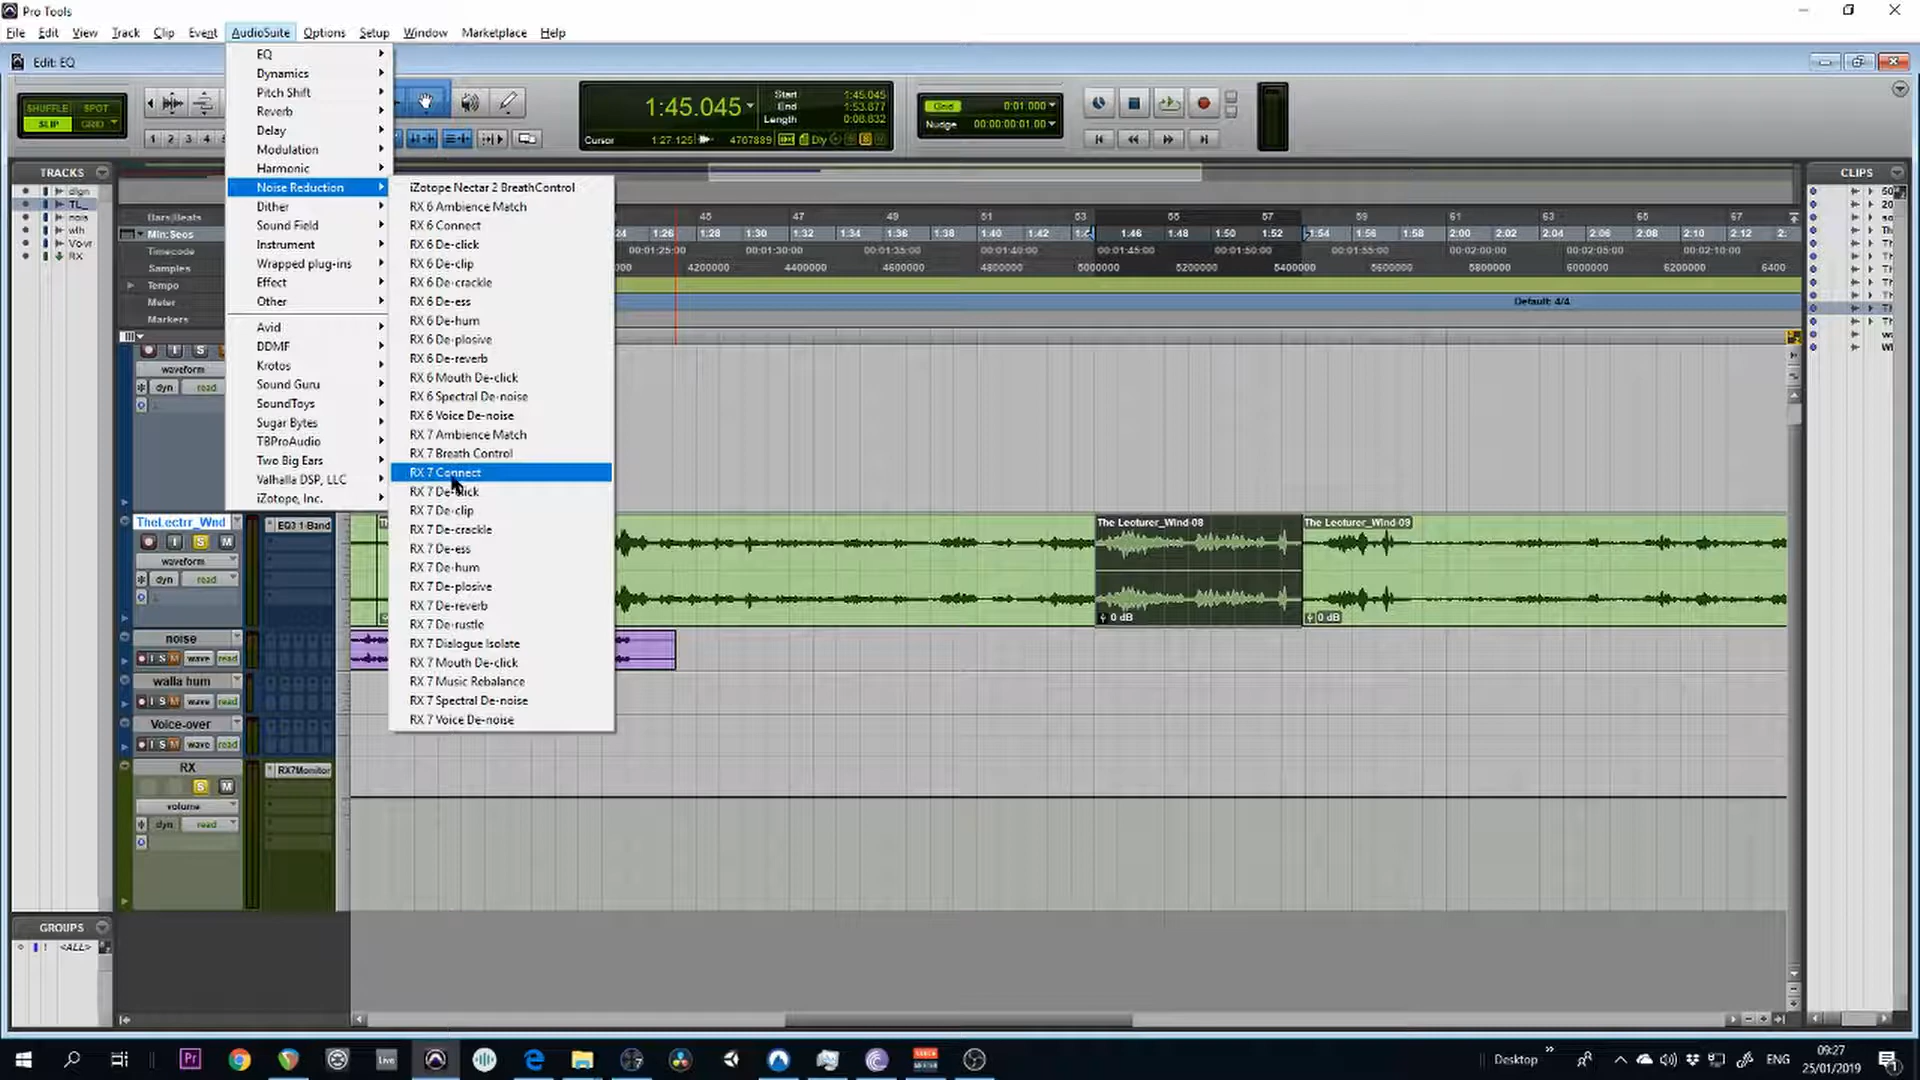 Pro Tools
File Edit View Track Clip Event AudioSuite Options Setup Window Marketplace Help
Edit: EQ
SHUFFLE SPOT
SLIP GRID
1 2 3 4
1:45.045
Start 1:45.045
End 1:53.877
Length 0:08.832
Cursor 1:27.125 4707889 Dly
Grid 0:01.000
Nudge 00:00:00:01.00
TRACKS
TL_
nois
wlh
RX
GROUPS
! <ALL>
EQ
Dynamics
Pitch Shift
Reverb
Delay
Modulation
Harmonic
Noise Reduction
Dither
Sound Field
Instrument
Wrapped plug-ins
Effect
Other
Avid
DDMF
Krotos
Sound Guru
SoundToys
Sugar Bytes
TBProAudio
Two Big Ears
Valhalla DSP, LLC
iZotope, Inc.
iZotope Nectar 2 BreathControl
RX 6 Ambience Match
RX 6 Connect
RX 6 De-click
RX 6 De-clip
RX 6 De-crackle
RX 6 De-ess
RX 6 De-hum
RX 6 De-plosive
RX 6 De-reverb
RX 6 Mouth De-click
RX 6 Spectral De-noise
RX 6 Voice De-noise
RX 7 Ambience Match
RX 7 Breath Control
RX 7 Connect
RX 7 De-click
RX 7 De-clip
RX 7 De-crackle
RX 7 De-ess
RX 7 De-hum
RX 7 De-plosive
RX 7 De-reverb
RX 7 De-rustle
RX 7 Dialogue Isolate
RX 7 Mouth De-click
RX 7 Music Rebalance
RX 7 Spectral De-noise
RX 7 Voice De-noise
Bars|Beats 45 47 49 51 53 55 57 59 61 63 65 67
Min:Secs 24 1:26 1:28 1:30 1:32 1:34 1:36 1:38 1:40 1:42 1:46 1:48 1:50 1:52 1:54 1:56 1:58 2:00 2:02 2:04 2:06 2:08 2:10 2:12 2:
Timecode 00:01:25:00 00:01:30:00 00:01:35:00 00:01:40:00 00:01:45:00 00:01:50:00 00:01:55:00 00:02:00:00 00:02:05:00 00:02:10:00
Samples 000 4200000 4400000 4600000 4800000 5000000 5200000 5400000 5600000 5800000 6000000 6200000 6400
Tempo
Meter Default: 4/4
Markers
I S
waveform
dyn read
TheLectrr_Wnd EQ3 1-Band
I S M
waveform
dyn read
The Lecturer_Wind-08
0 dB
The Lecturer_Wind-09
0 dB
noise
I S M wave read
walla hum
I S M wave read
Voice-over
I S M wave read
RX RX7Monitor
S M
volume
dyn read
CLIPS
Pr
Live
Desktop
ENG
09:27
25/01/2019